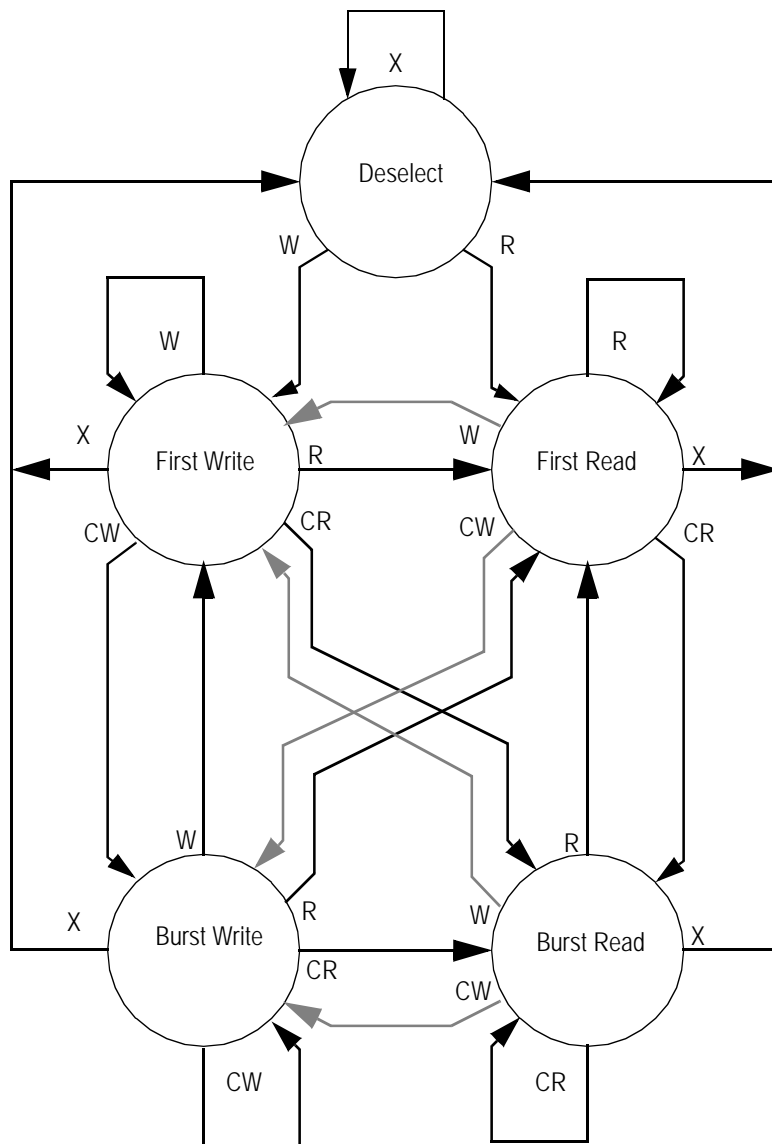 X
Deselect
W
R
W
R
X
W
First Write
R
First Read
X
CW
CR
CW
CR
W
R
X
R
W
Burst Write
Burst Read
X
CR
CW
CW
CR